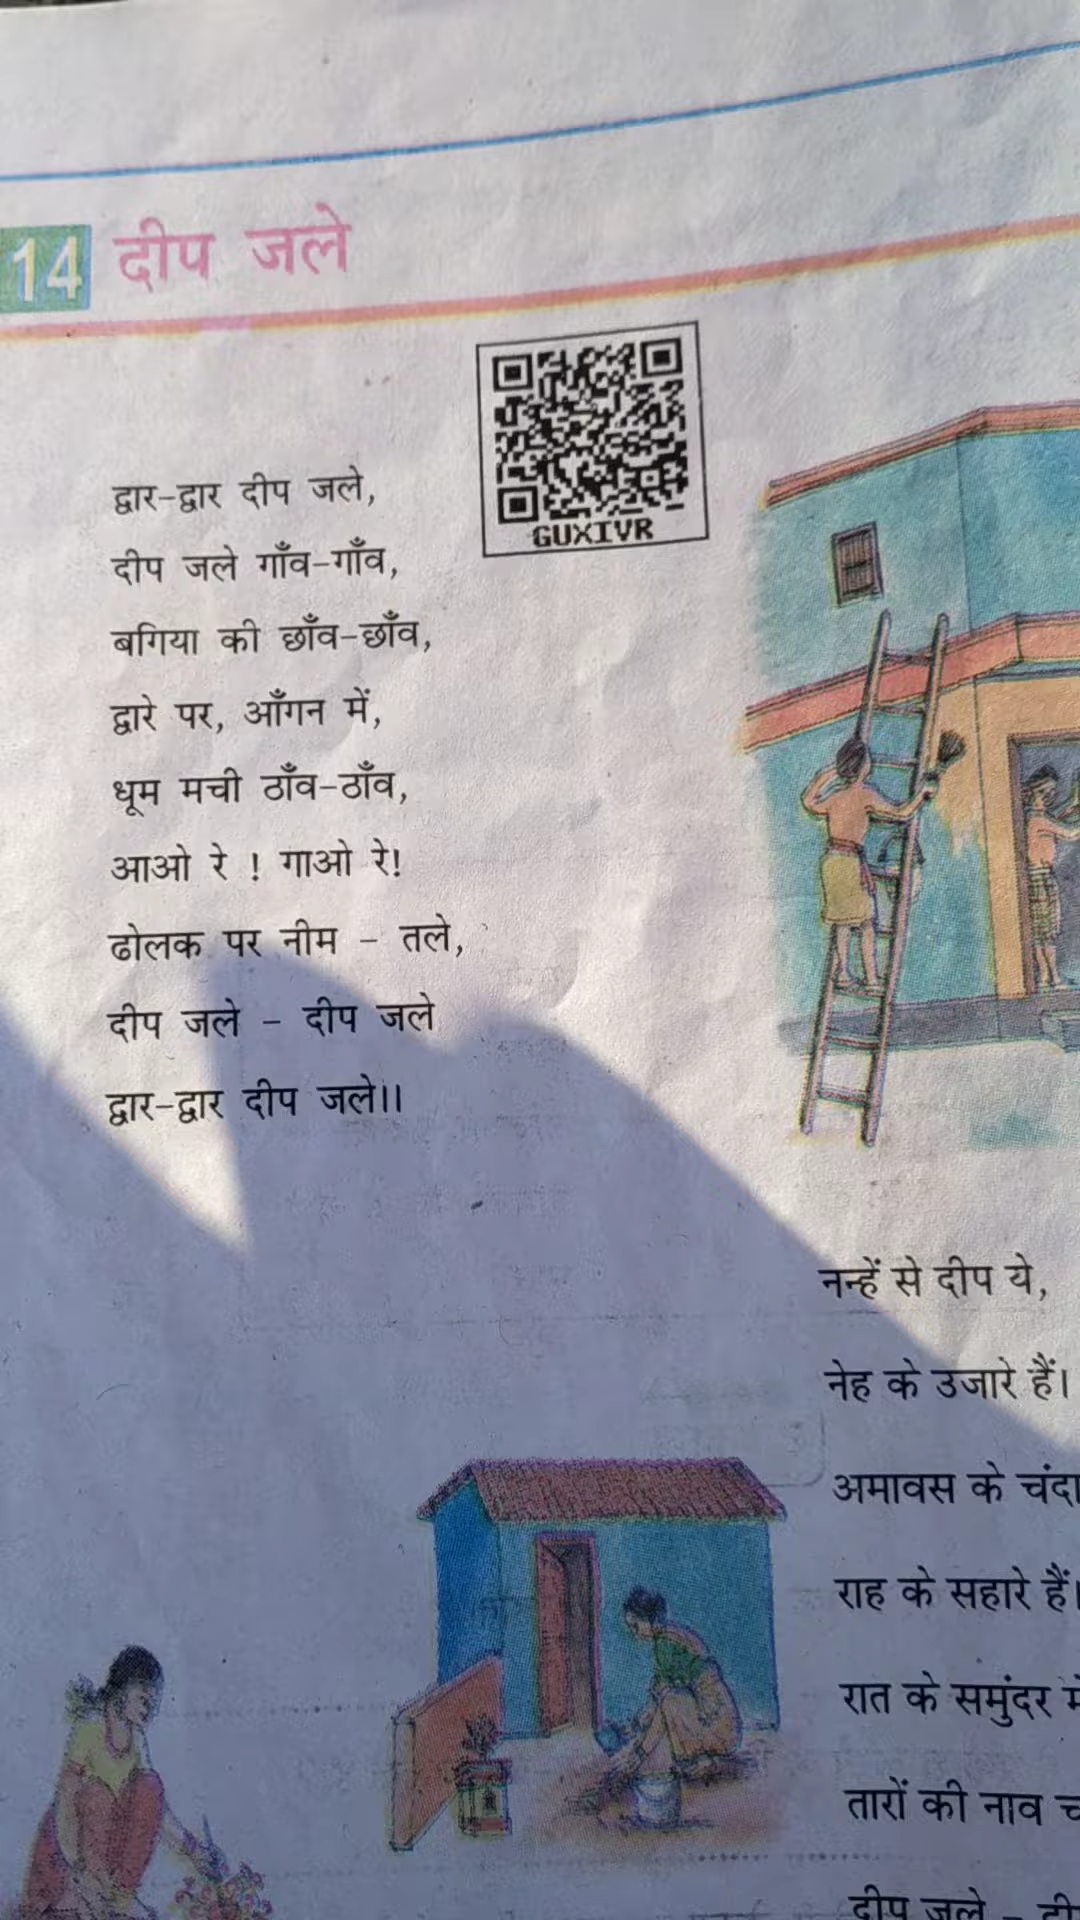 14 दीप जले
GUXIVR
द्वार-द्वार दीप जले,
दीप जले गाँव-गाँव,
बगिया की छाँव-छाँव,
द्वारे पर, आँगन में,
धूम मची ठाँव-ठाँव,
आओ रे ! गाओ रे!
ढोलक पर नीम - तले,
दीप जले - दीप जले
द्वार-द्वार दीप जले।।
नन्हें से दीप ये,
नेह के उजारे हैं।
अमावस के चंदा
राह के सहारे हैं।
रात के समुंदर में
तारों की नाव
दीप जले -